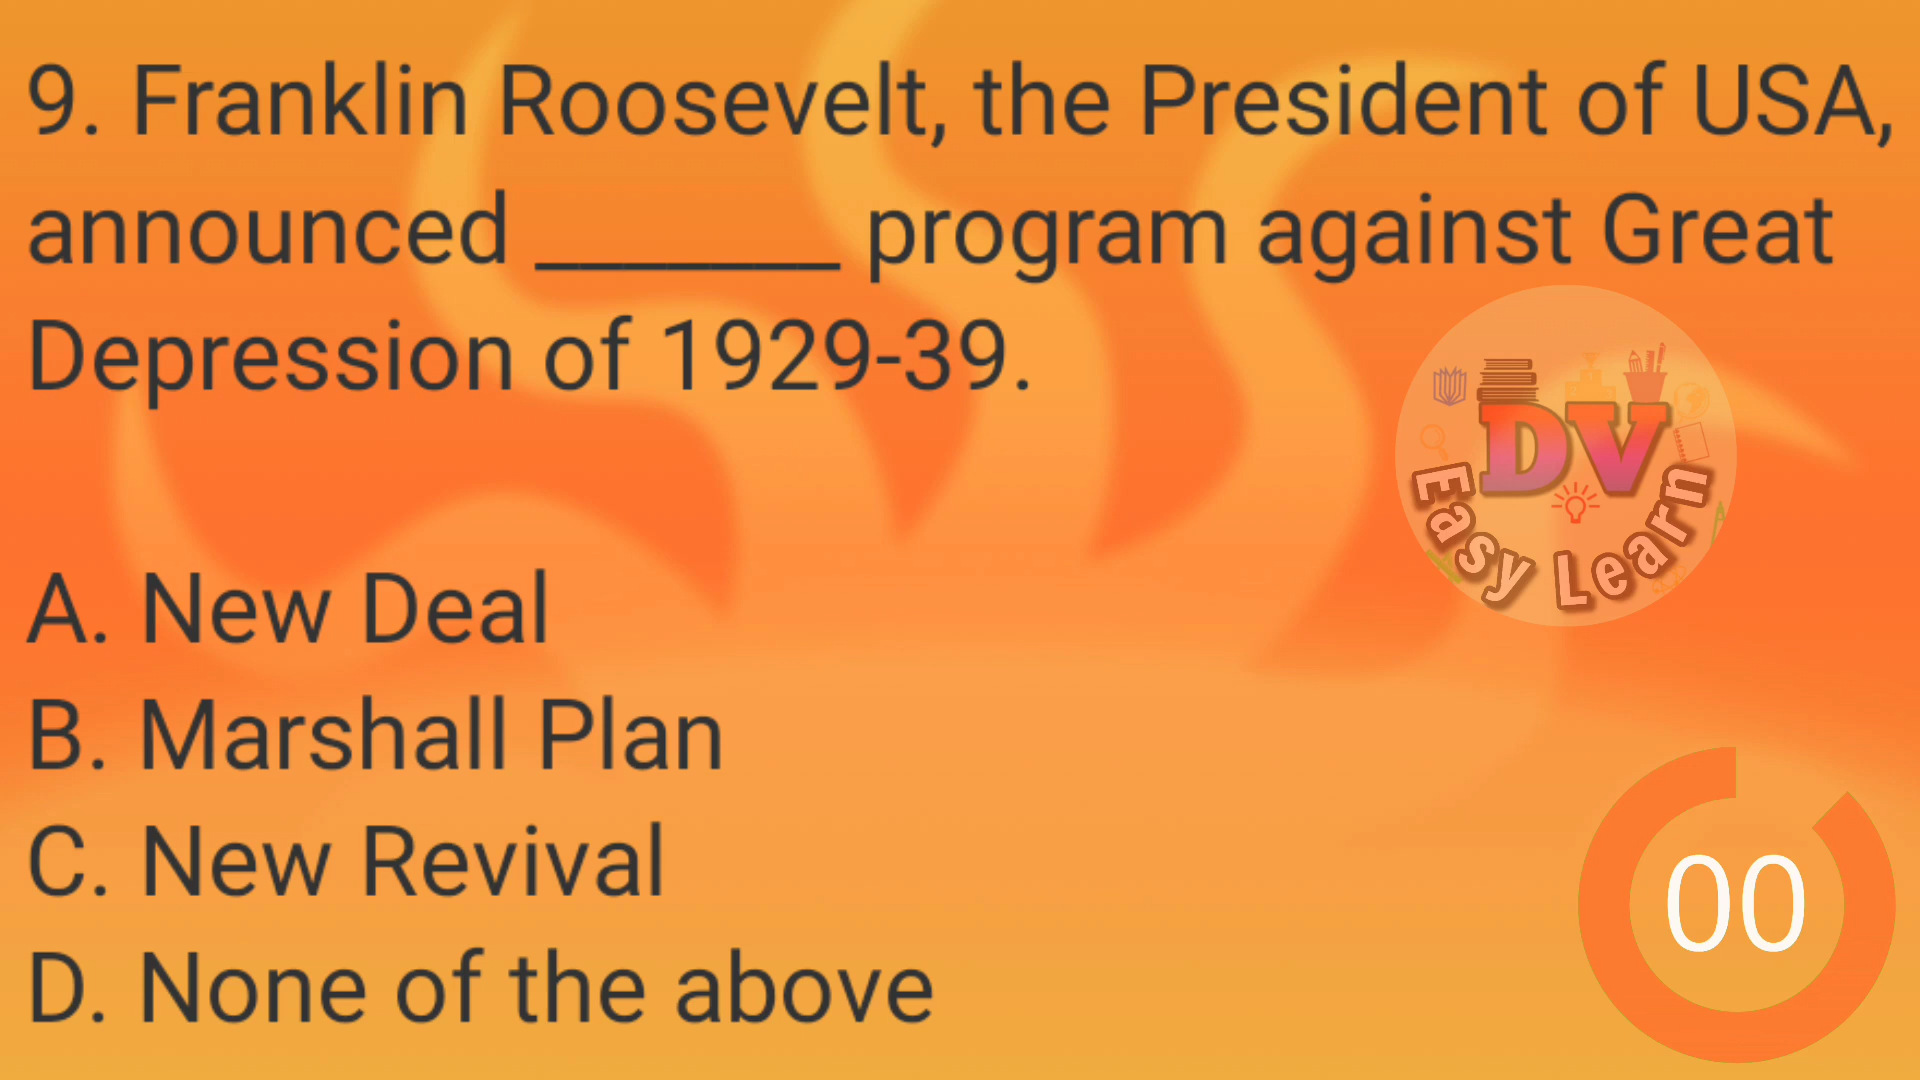 9. Franklin Roosevelt, the President of USA,
announced _______ program against Great
Depression of 1929-39.
DV
Easy Learn
A. New Deal
B. Marshall Plan
C. New Revival
D. None of the above
00